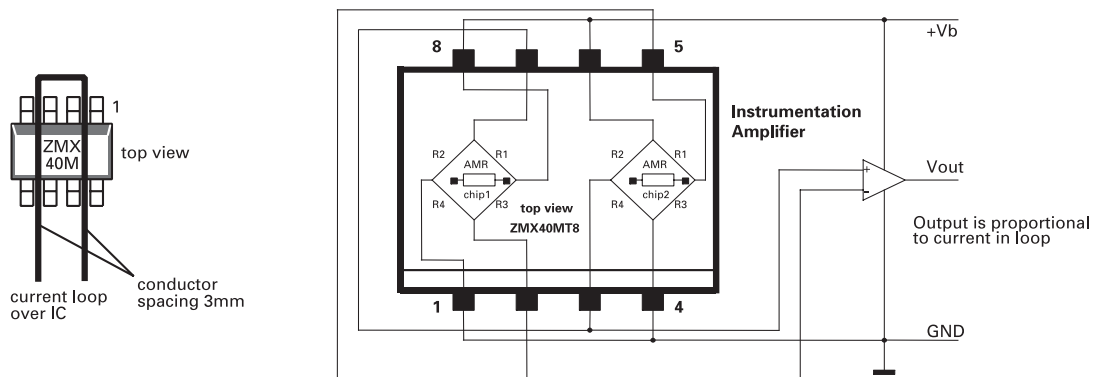 1
ZMX
40M
top view
current loop
over IC
conductor
spacing 3mm
8
5
R2
R1
AMR
chip1
R4
R3
R2
R1
AMR
chip2
R4
R3
top view
ZMX40MT8
1
4
Instrumentation
Amplifier
+Vb
+
-
Vout
Output is proportional
to current in loop
GND